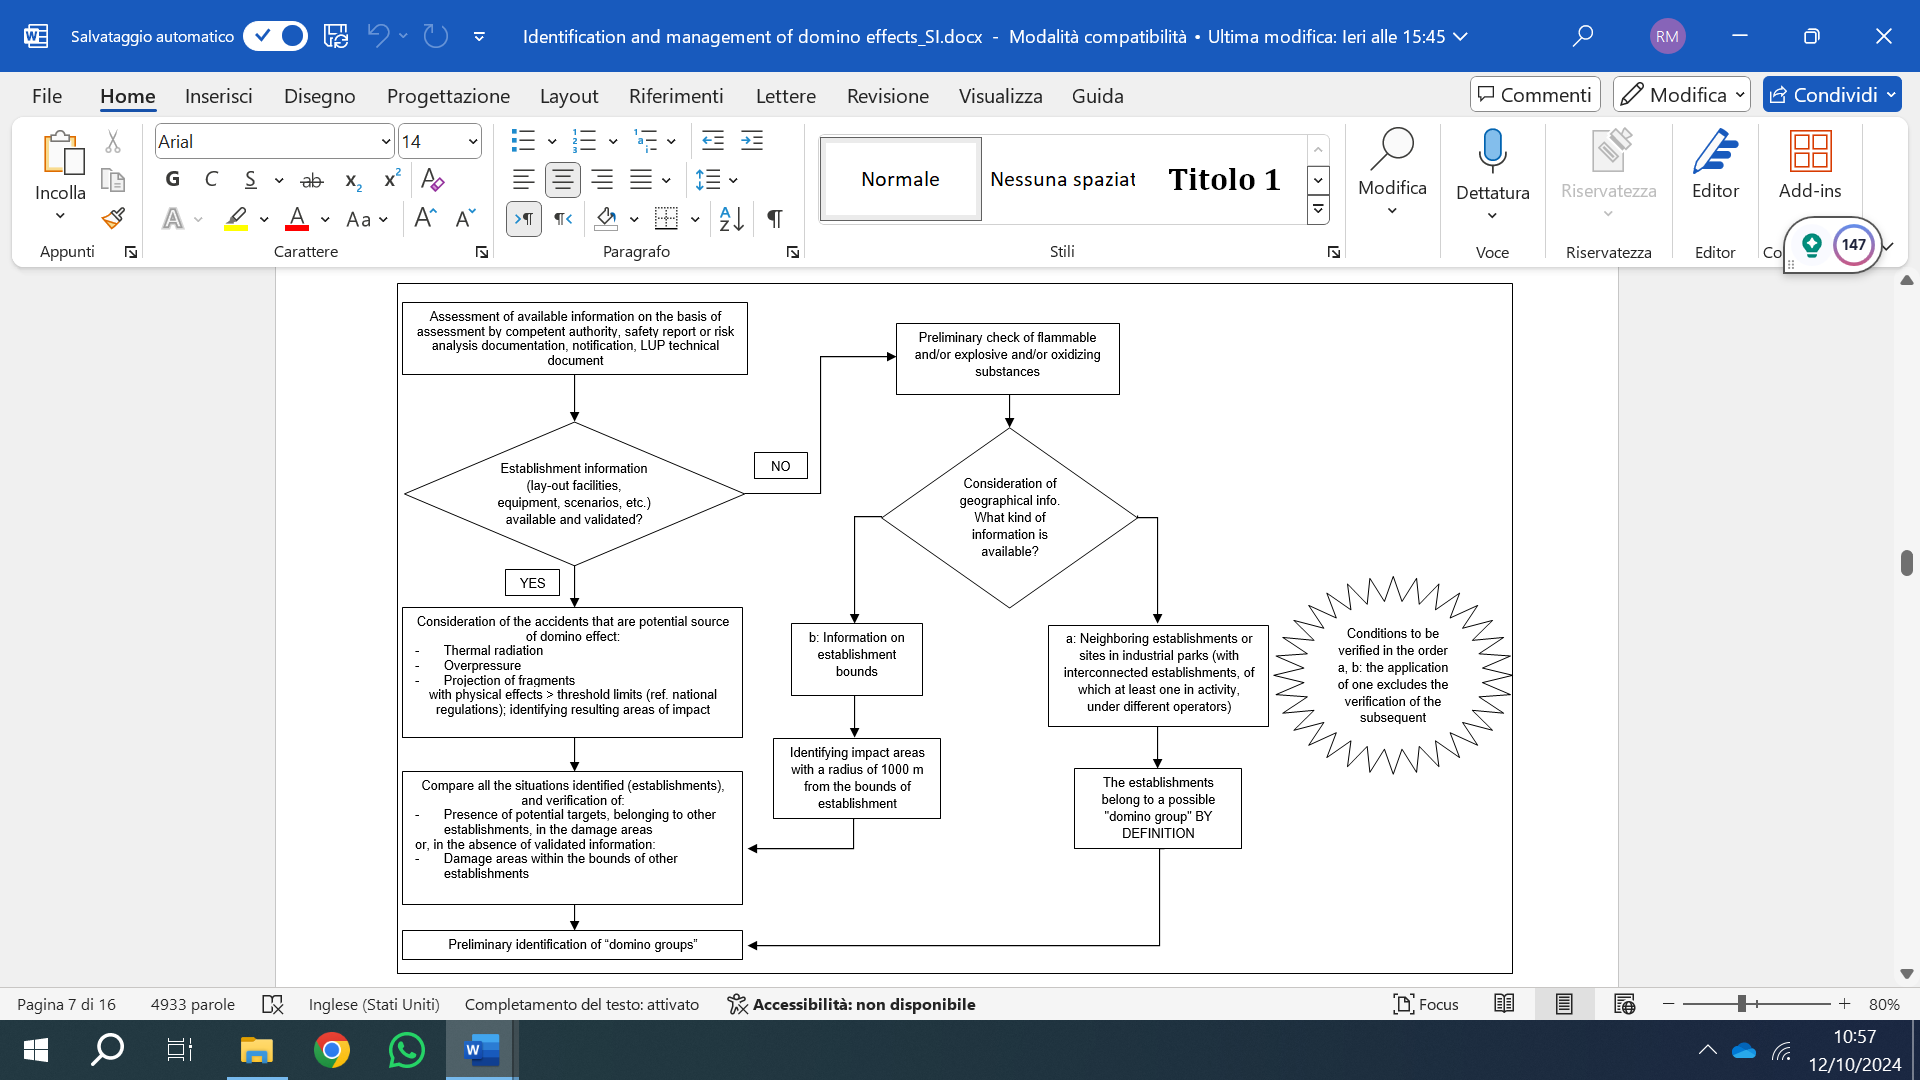 Salvataggio automatico
Identification and management of domino effects_SI.docx - Modalità compatibilità • Ultima modifica: Ieri alle 15:45
RM
File
Home
Inserisci
Disegno
Progettazione
Layout
Riferimenti
Lettere
Revisione
Visualizza
Guida
Commenti
Modifica
Condividi
Incolla
Appunti
Arial
14
G C S ab x2 x2 A
A A Aa A A
Carattere
Paragrafo
Normale
Nessuna spaziat
Titolo 1
Stili
Modifica
Dettatura
Voce
Riservatezza
Riservatezza
Editor
Editor
Add-ins
Co
147
Assessment of available information on the basis of
assessment by competent authority, safety report or risk
analysis documentation, notification, LUP technical
document
Establishment information
(lay-out facilities,
equipment, scenarios, etc.)
available and validated?
NO
YES
Consideration of the accidents that are potential source
of domino effect:
- Thermal radiation
- Overpressure
- Projection of fragments
with physical effects > threshold limits (ref. national
regulations); identifying resulting areas of impact
Compare all the situations identified (establishments),
and verification of:
- Presence of potential targets, belonging to other
establishments, in the damage areas
or, in the absence of validated information:
- Damage areas within the bounds of other
establishments
Preliminary identification of “domino groups”
Preliminary check of flammable
and/or explosive and/or oxidizing
substances
Consideration of
geographical info.
What kind of
information is
available?
b: Information on
establishment
bounds
Identifying impact areas
with a radius of 1000 m
from the bounds of
establishment
a: Neighboring establishments or
sites in industrial parks (with
interconnected establishments, of
which at least one in activity,
under different operators)
The establishments
belong to a possible
"domino group" BY
DEFINITION
Conditions to be
verified in the order
a, b: the application
of one excludes the
verification of the
subsequent
Pagina 7 di 16
4933 parole
Inglese (Stati Uniti)
Completamento del testo: attivato
Accessibilità: non disponibile
Focus
80%
10:57
12/10/2024